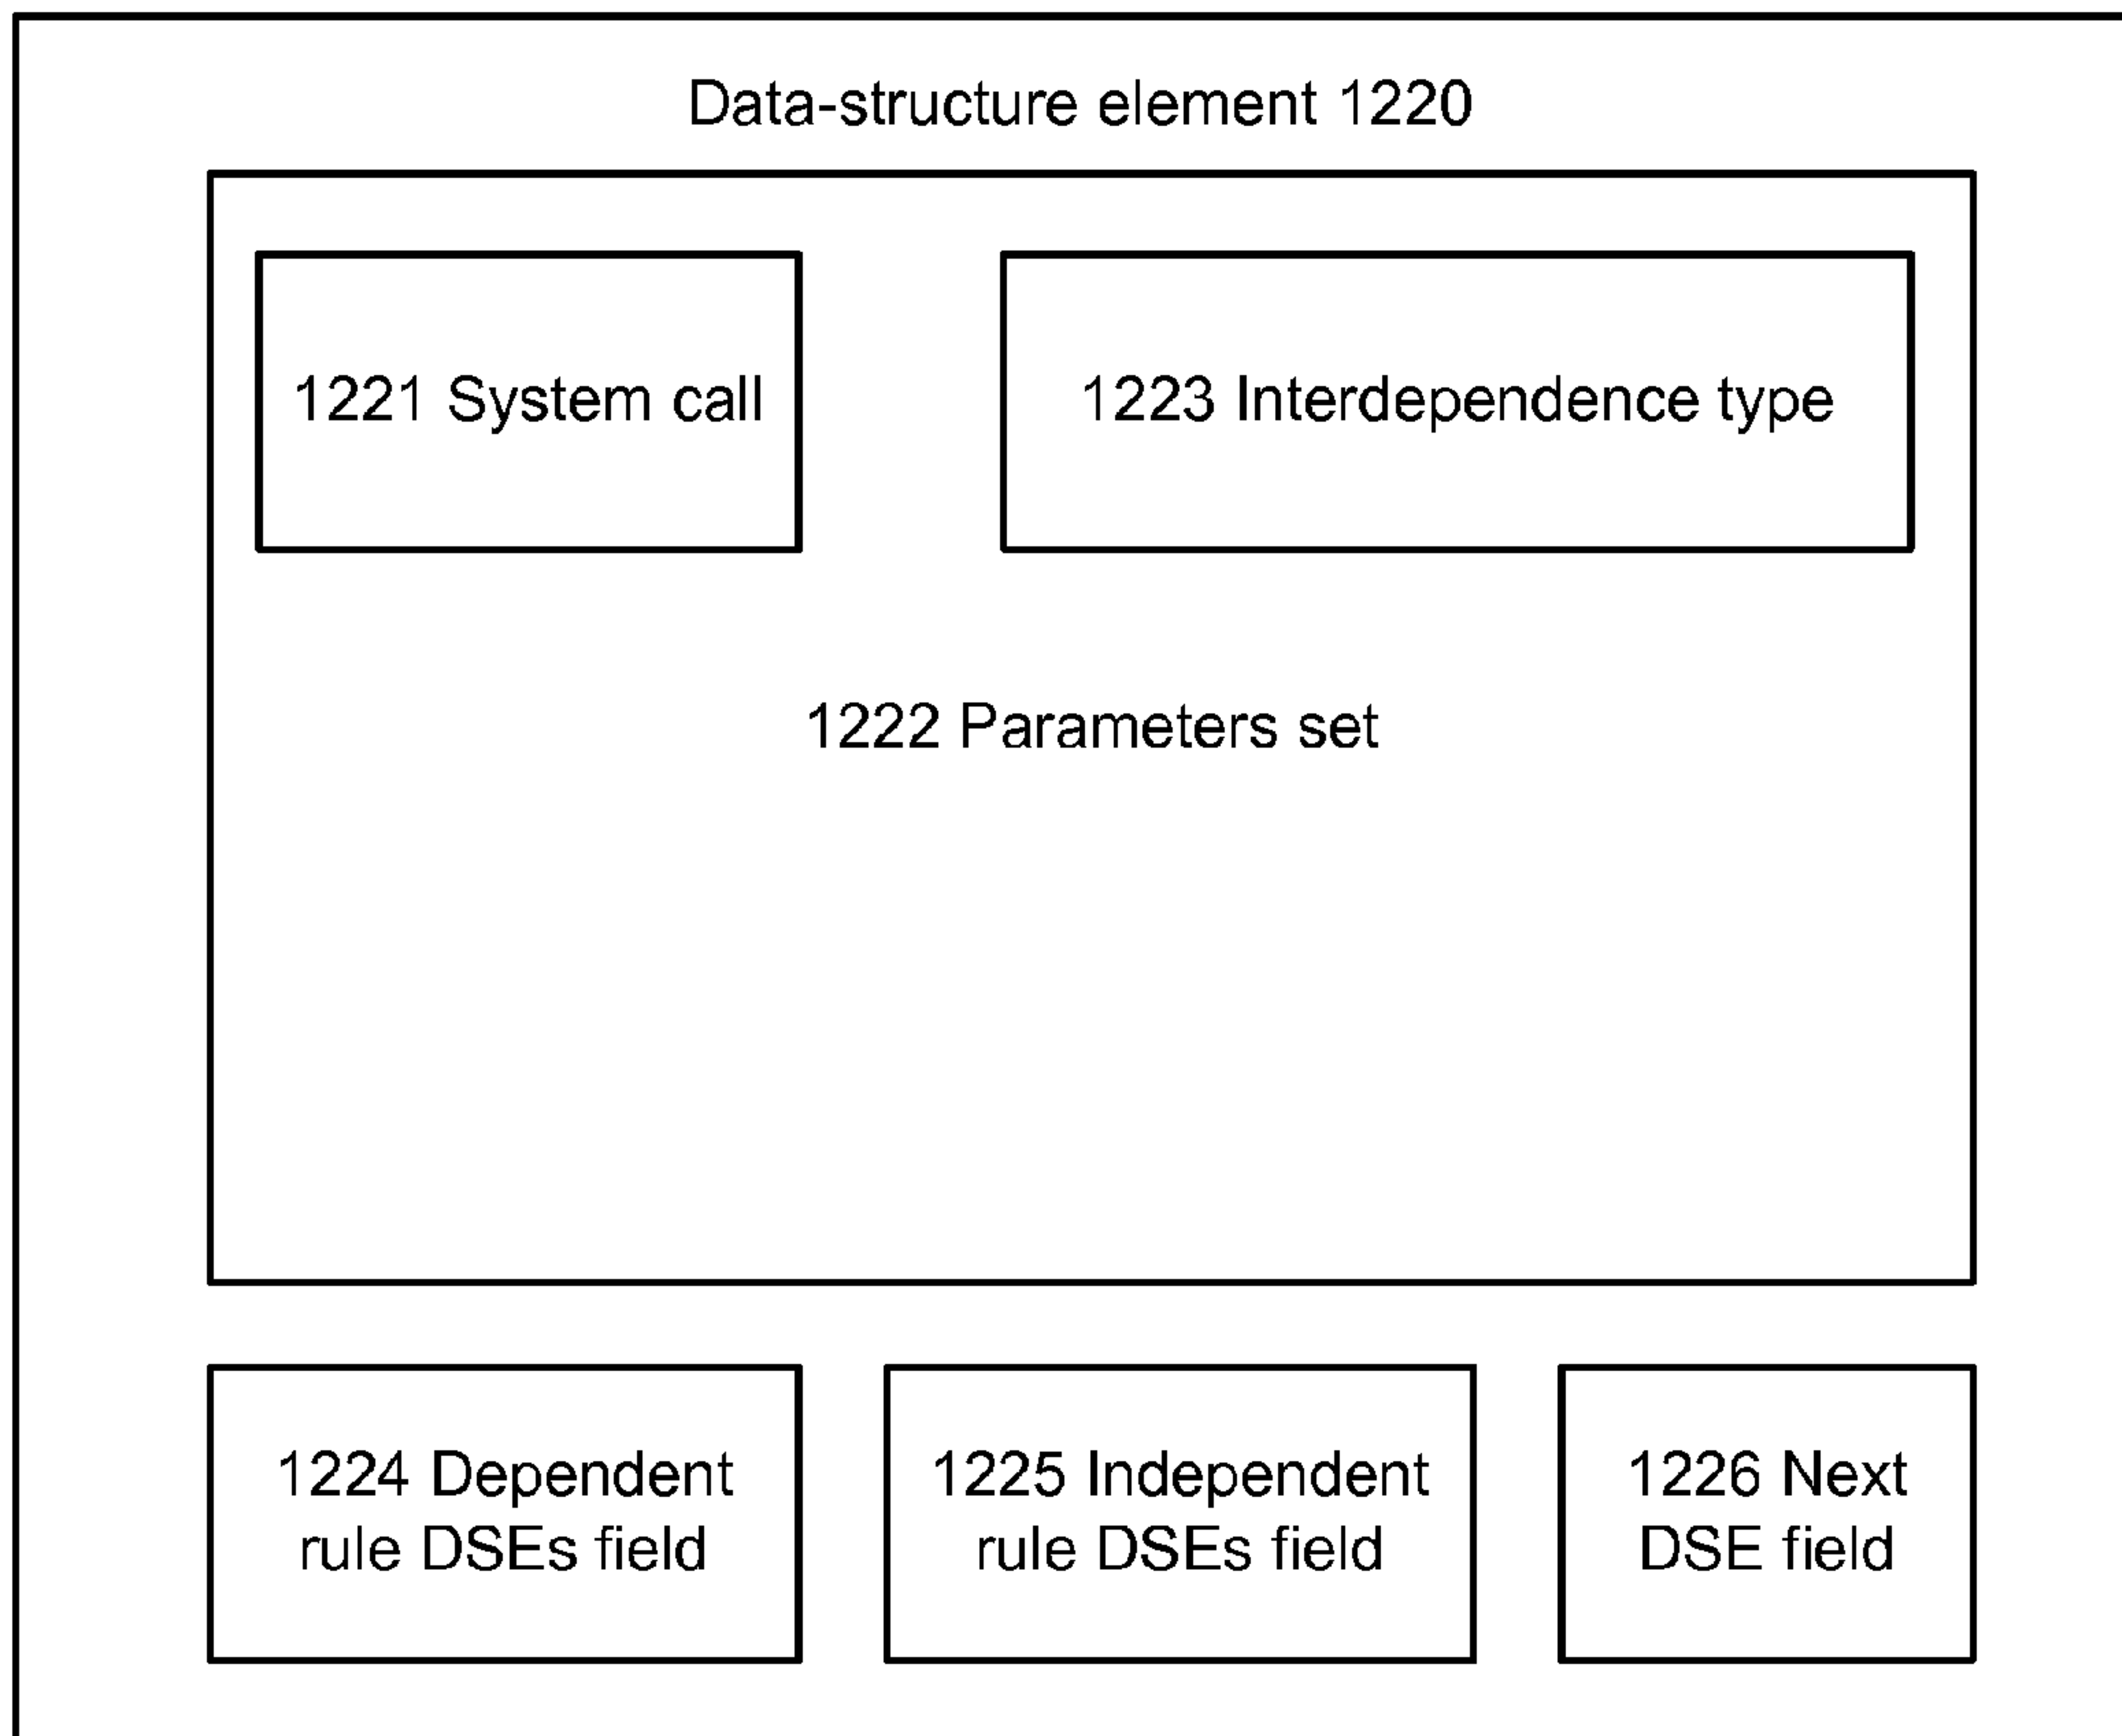 Data-structure element 1220
1221 System call
1223 Interdependence type
1222 Parameters set
1224 Dependent
rule DSEs field
1225 Independent
rule DSEs field
1226 Next
DSE field